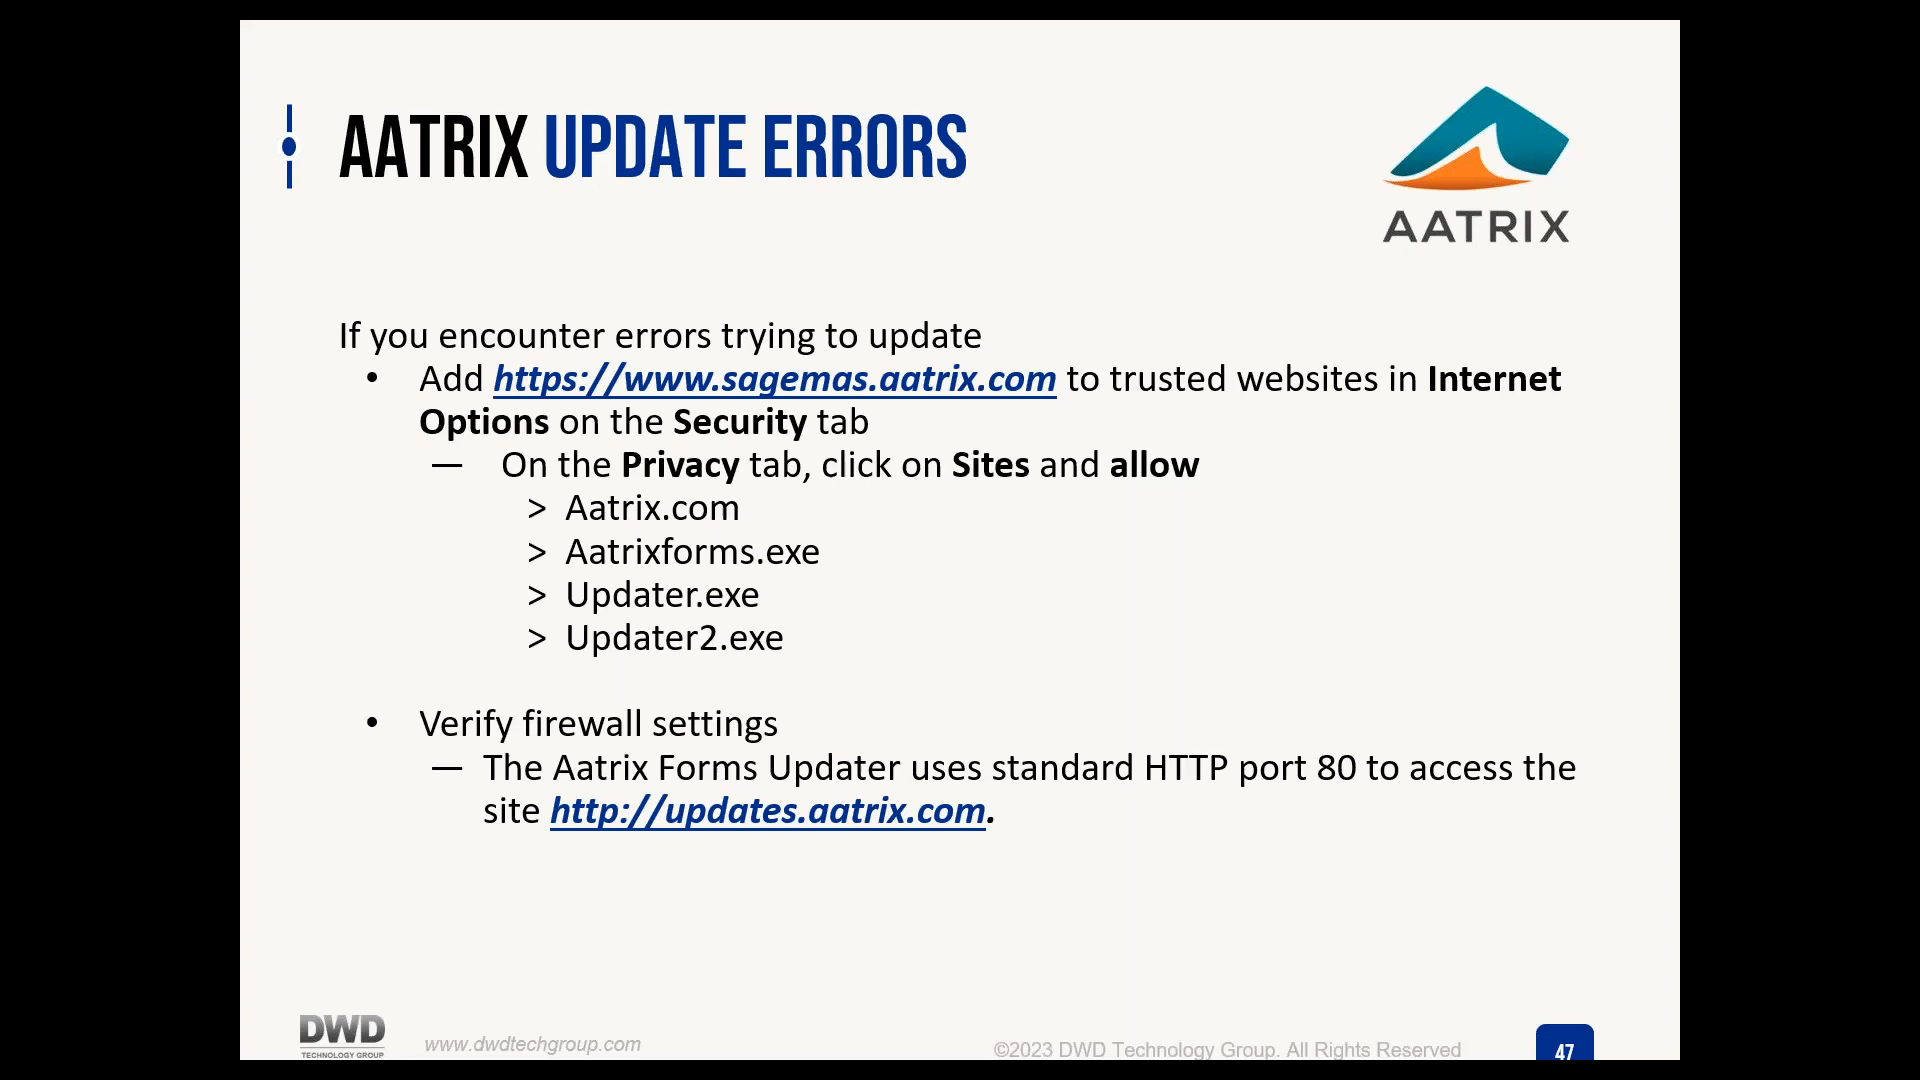 AATRIX UPDATE ERRORS
AATRIX
If you encounter errors trying to update
• Add https://www.sagemas.aatrix.com to trusted websites in Internet
Options on the Security tab
— On the Privacy tab, click on Sites and allow
> Aatrix.com
> Aatrixforms.exe
> Updater.exe
> Updater2.exe
• Verify firewall settings
— The Aatrix Forms Updater uses standard HTTP port 80 to access the
site http://updates.aatrix.com.
DWD
TECHNOLOGY GROUP
www.dwdtechgroup.com
©2023 DWD Technology Group. All Rights Reserved
47